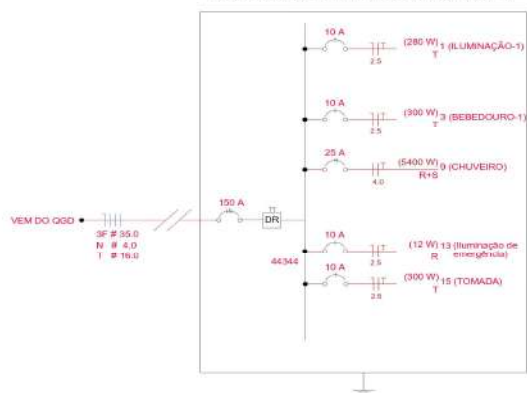 10 A
(280 W) 1 (ILUMINAÇÃO-1)
T
2.5
10 A
(300 W) 3 (BEBEDOURO-1)
T
2.5
25 A
(5400 W) 9 (CHUVEIRO)
R+S
4.0
150 A
DR
VEM DO QGD
3F # 35.0
N # 4.0
T # 16.0
44344
10 A
(12 W) 13 (Iluminação de
R emergência)
2.5
10 A
(300 W) 15 (TOMADA)
T
2.5